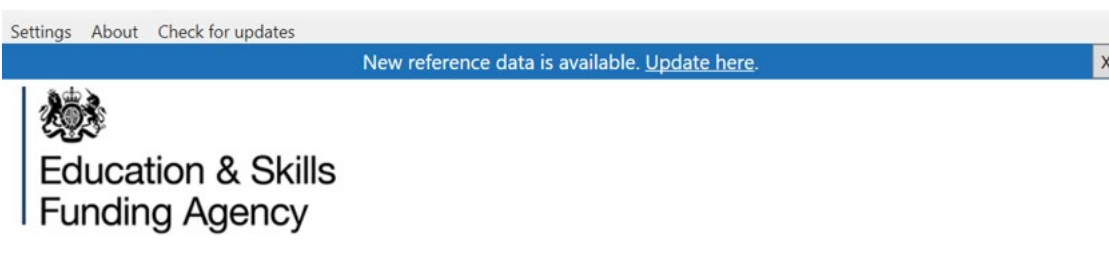 Settings About Check for updates
New reference data is available. Update here. X
Education & Skills
Funding Agency